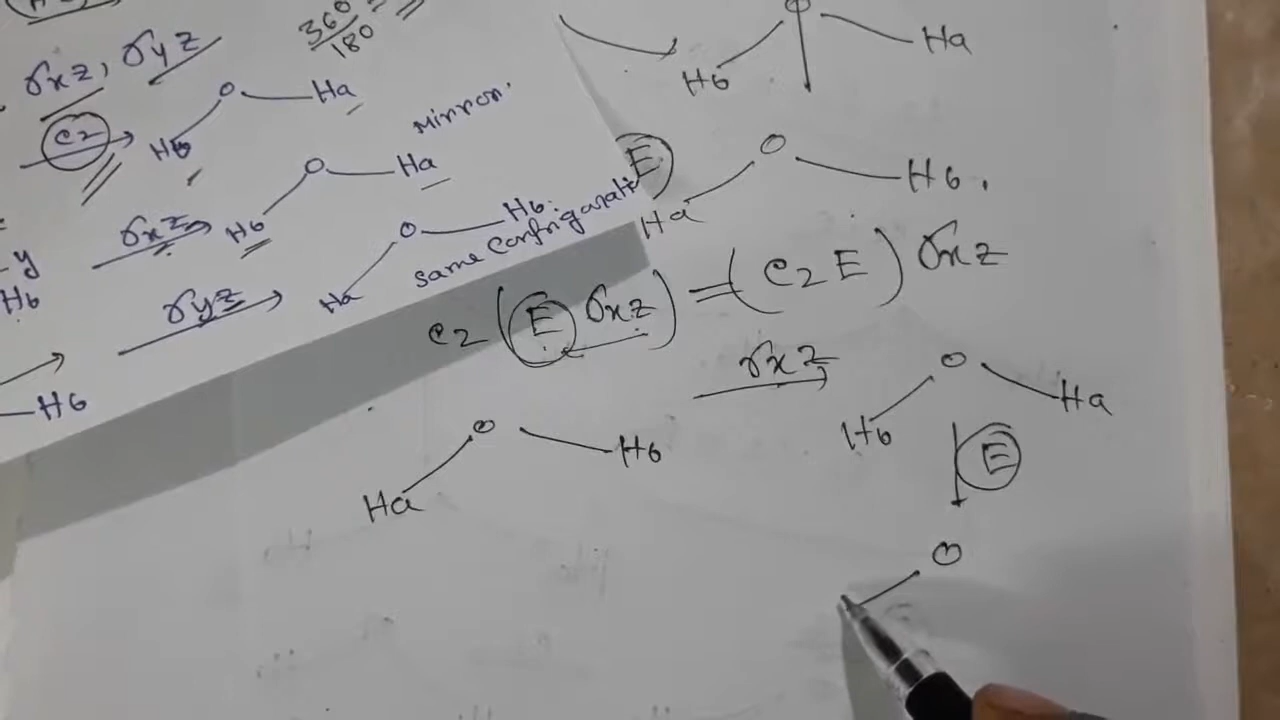 360
180
σxz, σyz
C2
O Ha
Hb
Mirror.
σxz
O Ha
Hb
σyz
O Hb.
Ha
same configarati
-y
Hb
-Hb
Hb Ha
E
O
Ha Hb.
C2 (E σxz) = (C2 E) σxz
σxz
O
Hb Ha
O
Ha Hb
E
O